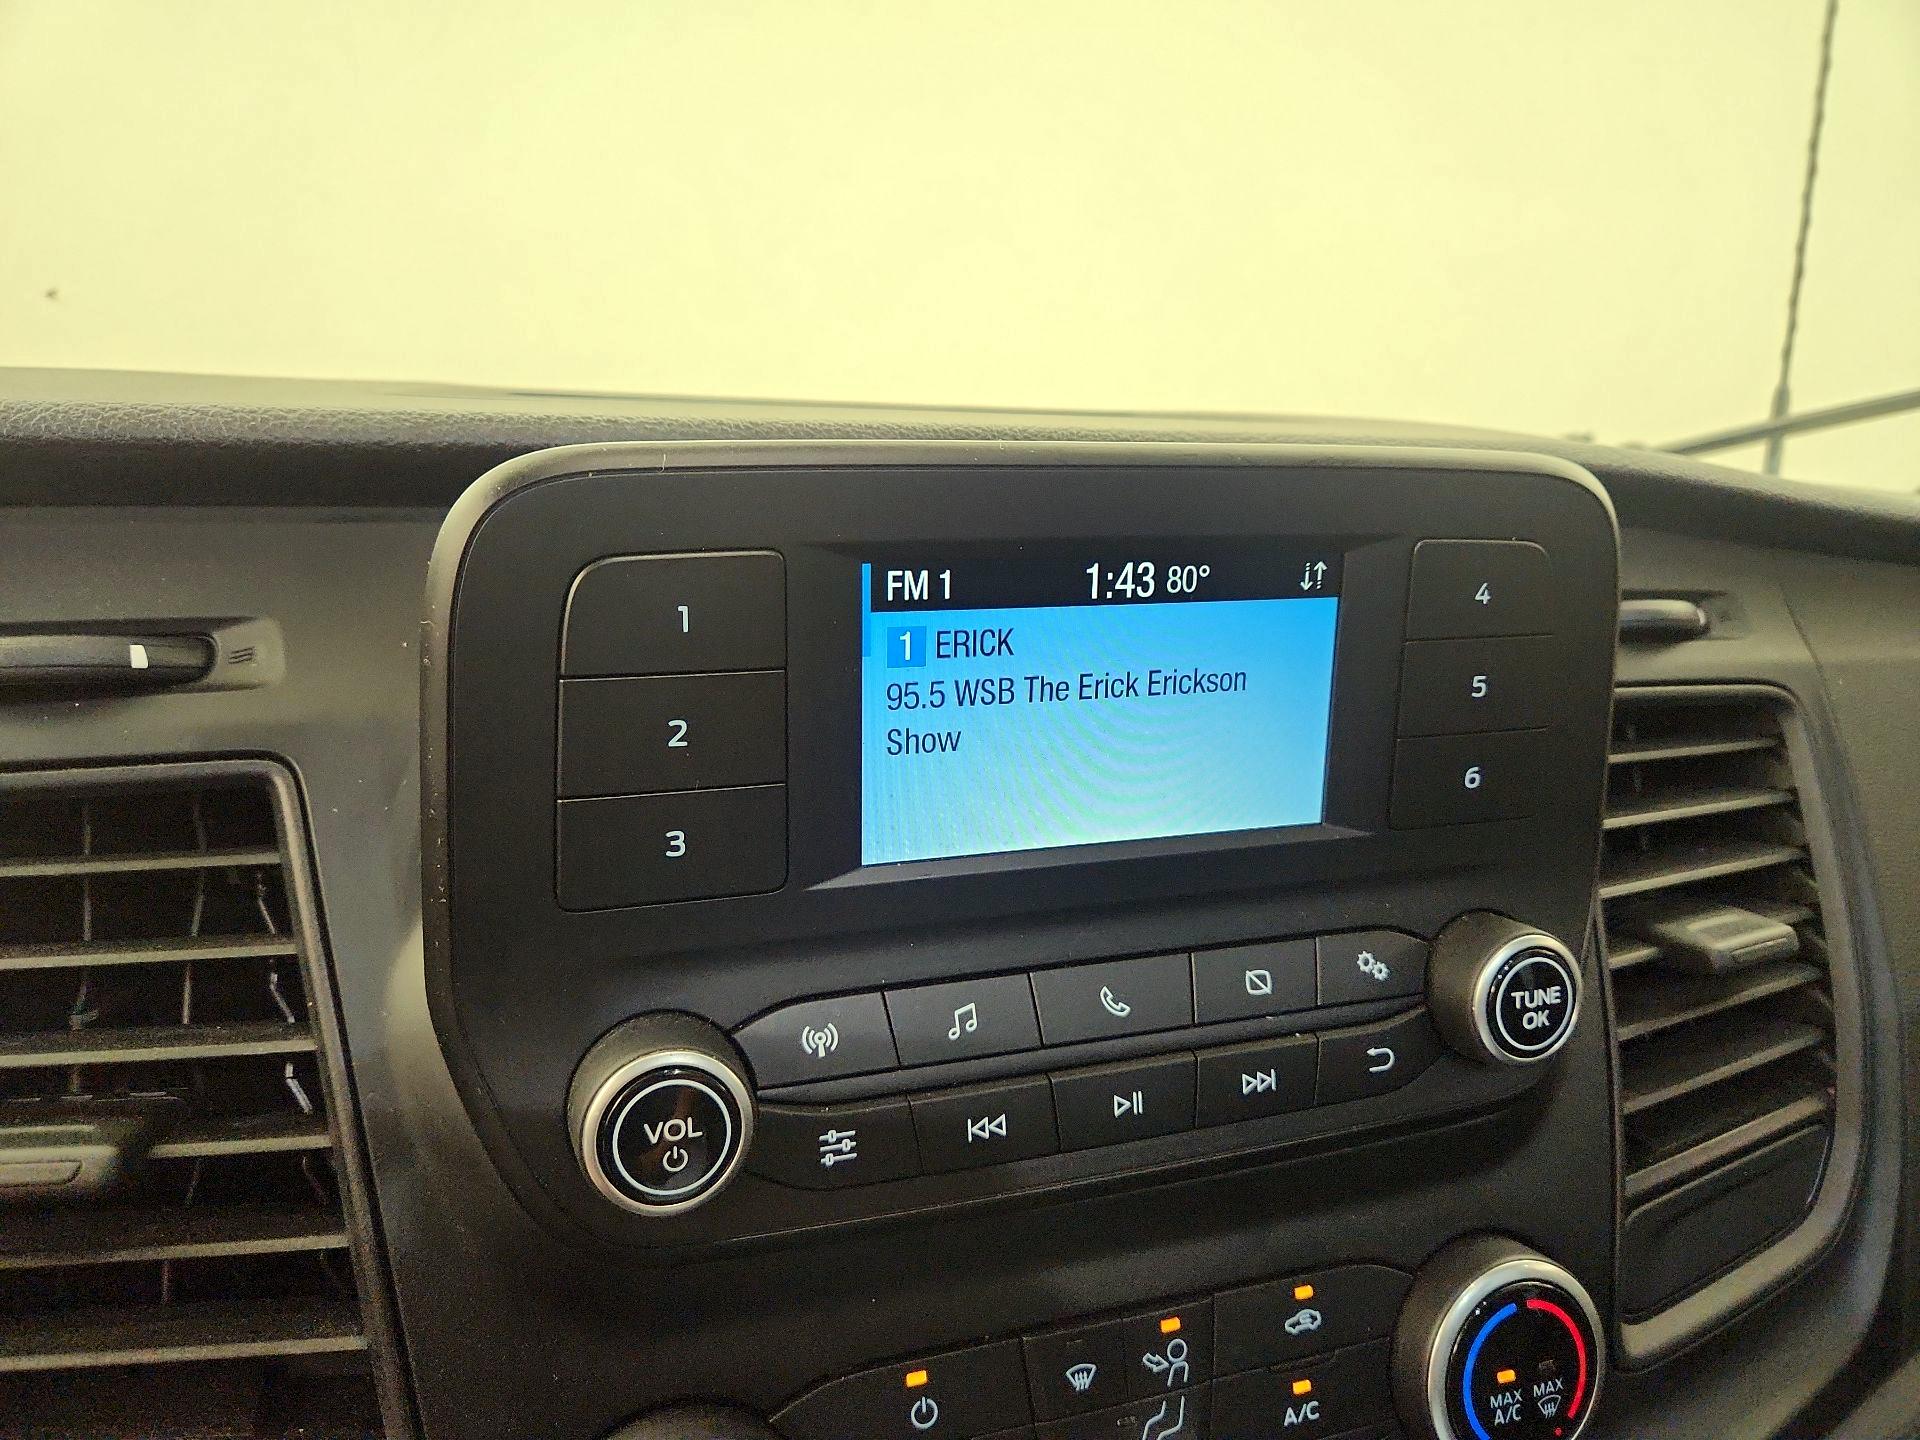 FM 1 1:43 80°
1 ERICK
95.5 WSB The Erick Erickson
Show
1
2
3
4
5
6
VOL
TUNE
OK
A/C
MAX
A/C
MAX